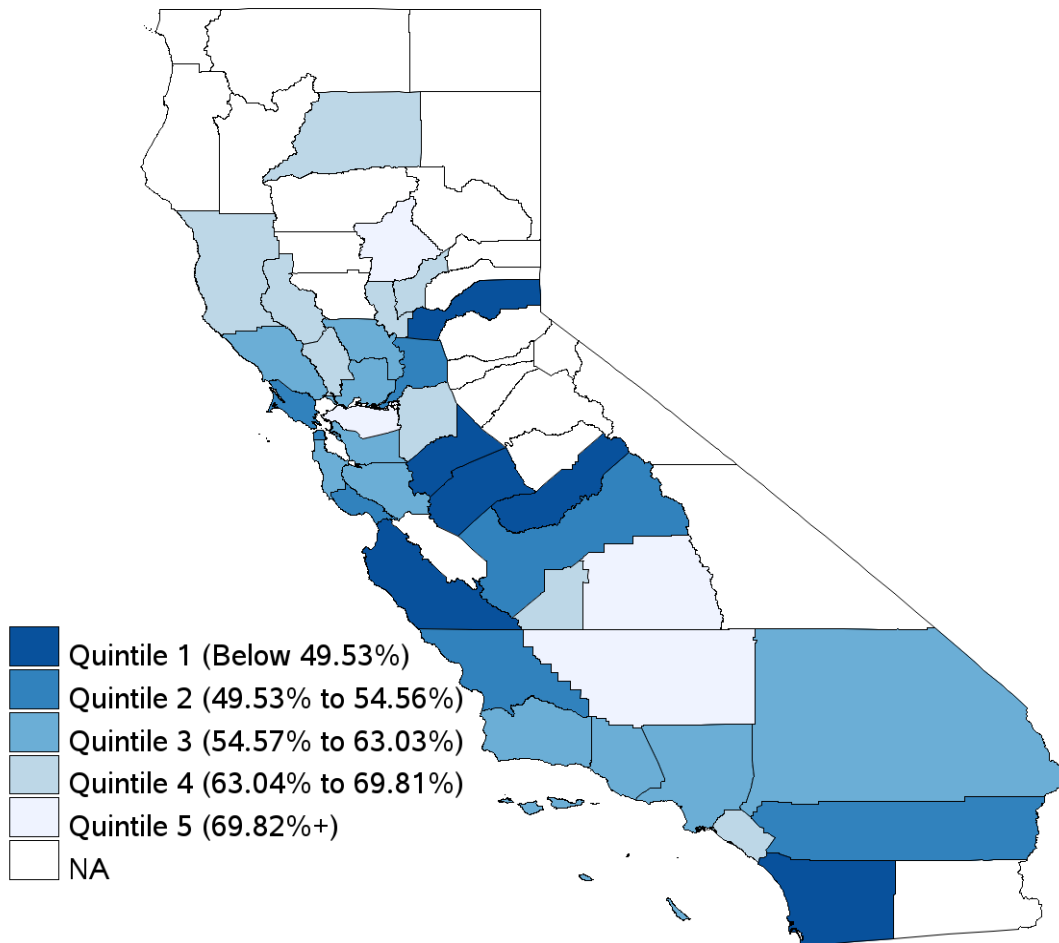 Quintile 1 (Below 49.53%)
Quintile 2 (49.53% to 54.56%)
Quintile 3 (54.57% to 63.03%)
Quintile 4 (63.04% to 69.81%)
Quintile 5 (69.82%+)
NA